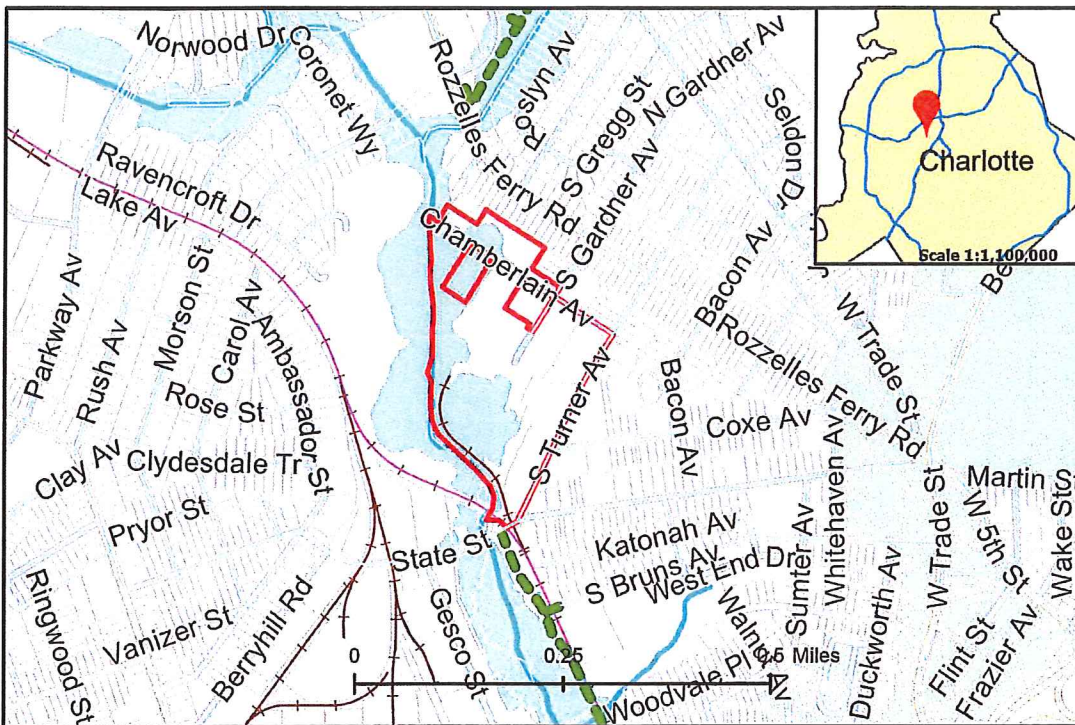 Norwood Dr
Coronet Wy
Rozzelles Ferry Rd
Roslyn Av
S Gregg St
N Gardner Av
S Gardner Av
Seldon Dr
Charlotte
Scale 1:1,100,000
Be
Ravencroft Dr
Lake Av
Chamberlain Av
Parkway Av
Rush Av
Morson St
Carol Av
Ambassador St
Rose St
Clay Av
Clydesdale Tr
Pryor St
S Turner Av
Bacon Av
B
Rozzelles Ferry Rd
W Trade St
Bacon Av
Coxe Av
Whitehaven Av
W Trade St
Martin S
W 5th St
Wake St
State St
Katonah Av
S Bruns Av
West End Dr
Sumter Av
Duckworth Av
Ringwood St
Vanizer St
Berryhill Rd
Gesco St
Woodvale Pl
Flint St
Frazier Av
0
0.25
0.5 Miles